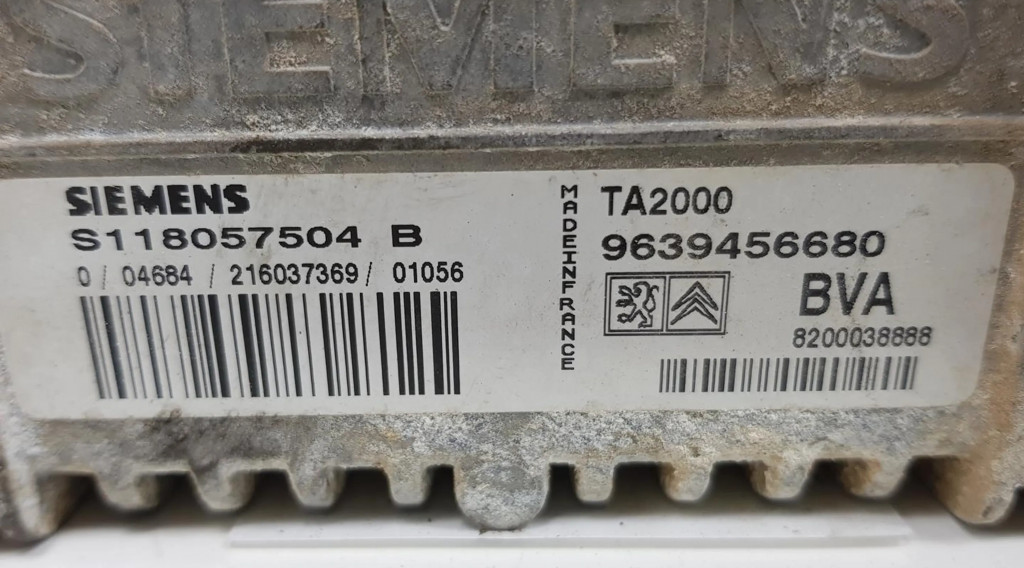 SIEMENS
SIEMENS
S118057504 B
0 / 04684 / 216037369 / 01056
MADEINFRANCE
TA2000
9639456680
BVA
8200038888